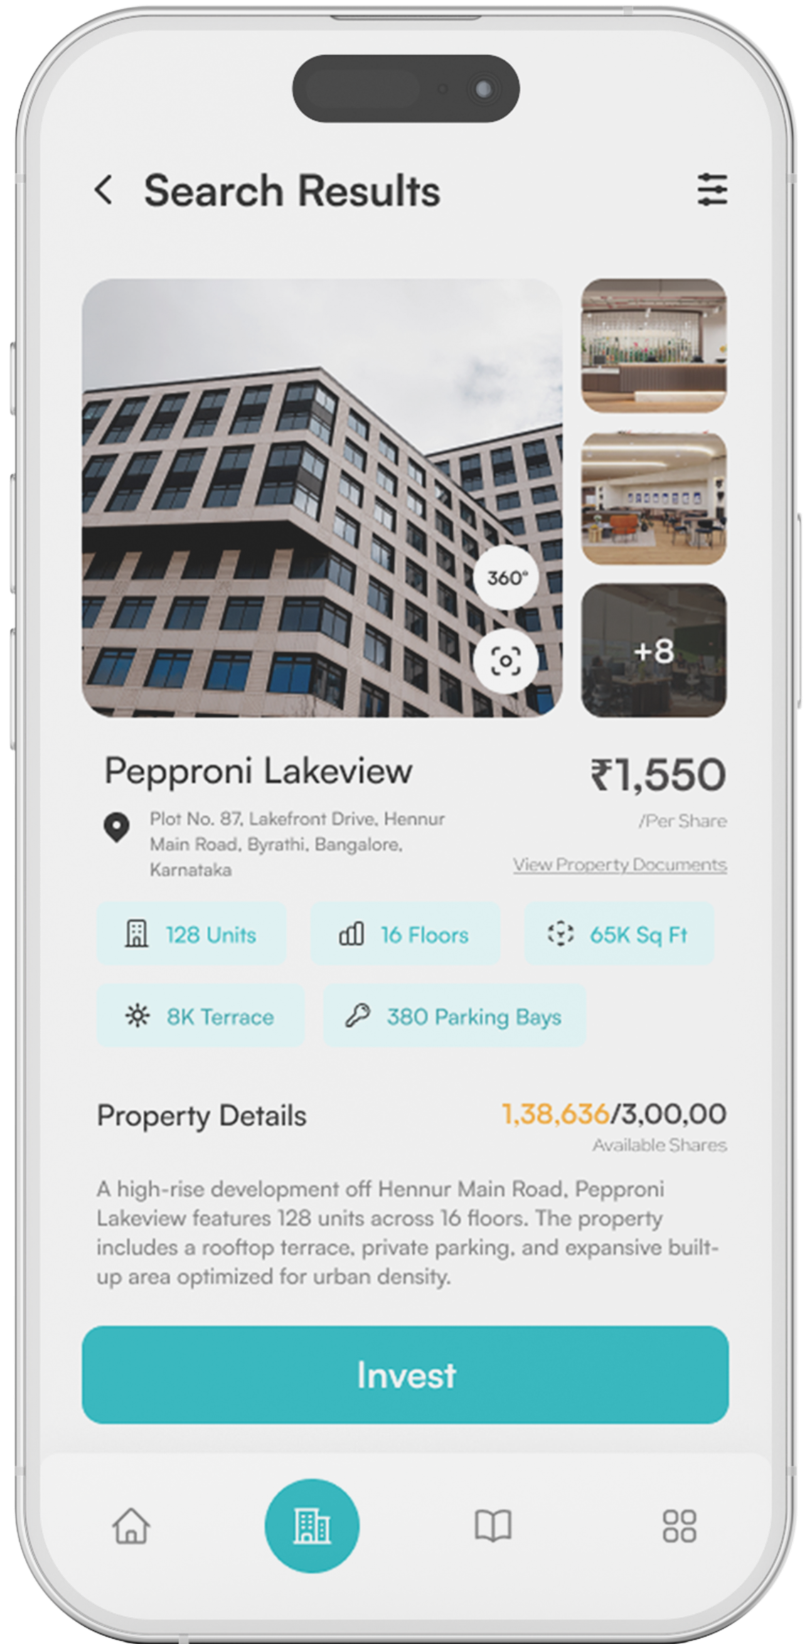 Search Results
360°
+8
Pepproni Lakeview
₹1,550
/Per Share
Plot No. 87, Lakefront Drive, Hennur
Main Road, Byrathi, Bangalore,
Karnataka
View Property Documents
128 Units
16 Floors
65K Sq Ft
8K Terrace
380 Parking Bays
Property Details
1,38,636/3,00,00
Available Shares
A high-rise development off Hennur Main Road, Pepproni
Lakeview features 128 units across 16 floors. The property
includes a rooftop terrace, private parking, and expansive built-
up area optimized for urban density.
Invest